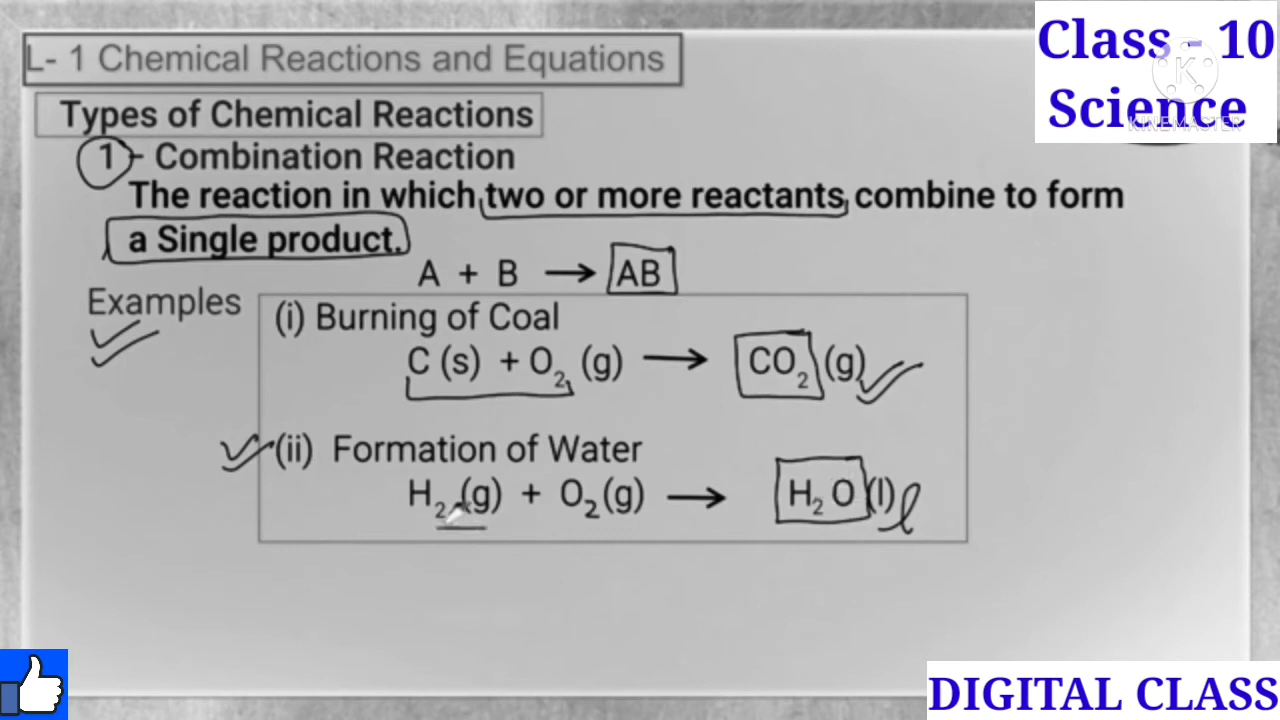 L- 1 Chemical Reactions and Equations
Class - 10
Science
K
KINEMASTER
Types of Chemical Reactions
1 - Combination Reaction
The reaction in which two or more reactants combine to form
a Single product.
A + B → AB
Examples
(i) Burning of Coal
C (s) + O₂ (g) → CO₂ (g)
(ii) Formation of Water
H₂ (g) + O₂ (g) → H₂ O (l) l
DIGITAL CLASS